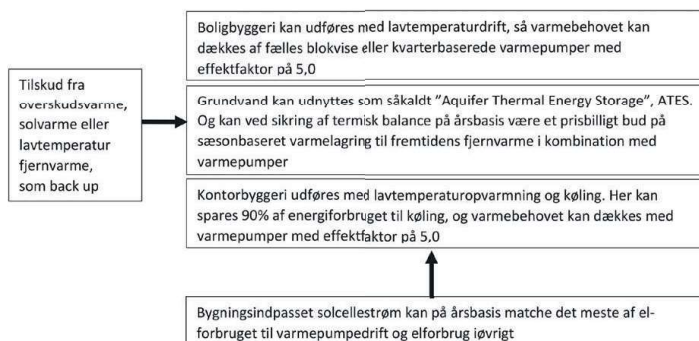 Boligbyggeri kan udføres med lavtemperaturdrift, så varmebehovet kan
dækkes af fælles blokvise eller kvarterbaserede varmepumper med
effektfaktor på 5,0
Tilskud fra
overskudsvarme,
solvarme eller
lavtemperatur
fjernvarme,
som back up
Grundvand kan udnyttes som såkaldt ”Aquifer Thermal Energy Storage”, ATES.
Og kan ved sikring af termisk balance på årsbasis være et prisbilligt bud på
sæsonbaseret varmelagring til fremtidens fjernvarme i kombination med
varmepumper
Kontorbyggeri udføres med lavtemperaturopvarmning og køling. Her kan
spares 90% af energiforbruget til køling, og varmebehovet kan dækkes med
varmepumper med effektfaktor på 5,0
Bygningsindpasset solcellestrøm kan på årsbasis matche det meste af el-
forbruget til varmepumpedrift og elforbrug iøvrigt